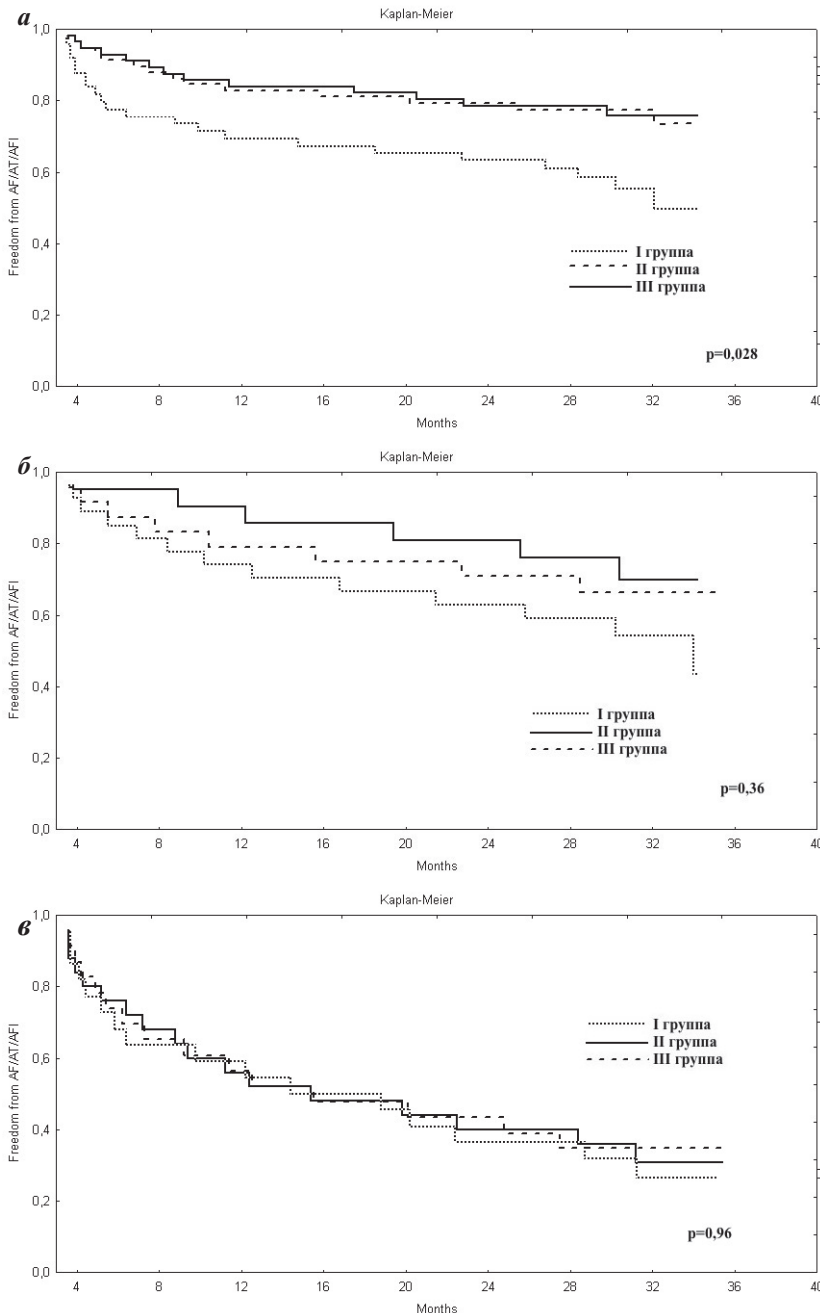 а
Kaplan-Meier
1,0
0,8
0,6
0,4
0,2
0,0
Freedom from AF/AT/AFl
I группа
II группа
III группа
p=0,028
4 8 12 16 20 24 28 32 36 40
Months
б
Kaplan-Meier
1,0
0,8
0,6
0,4
0,2
0,0
Freedom from AF/AT/AFl
I группа
II группа
III группа
p=0,36
4 8 12 16 20 24 28 32 36 40
Months
в
Kaplan-Meier
1,0
0,8
0,6
0,4
0,2
0,0
Freedom from AF/AT/AFl
I группа
II группа
III группа
p=0,96
4 8 12 16 20 24 28 32 36 40
Months